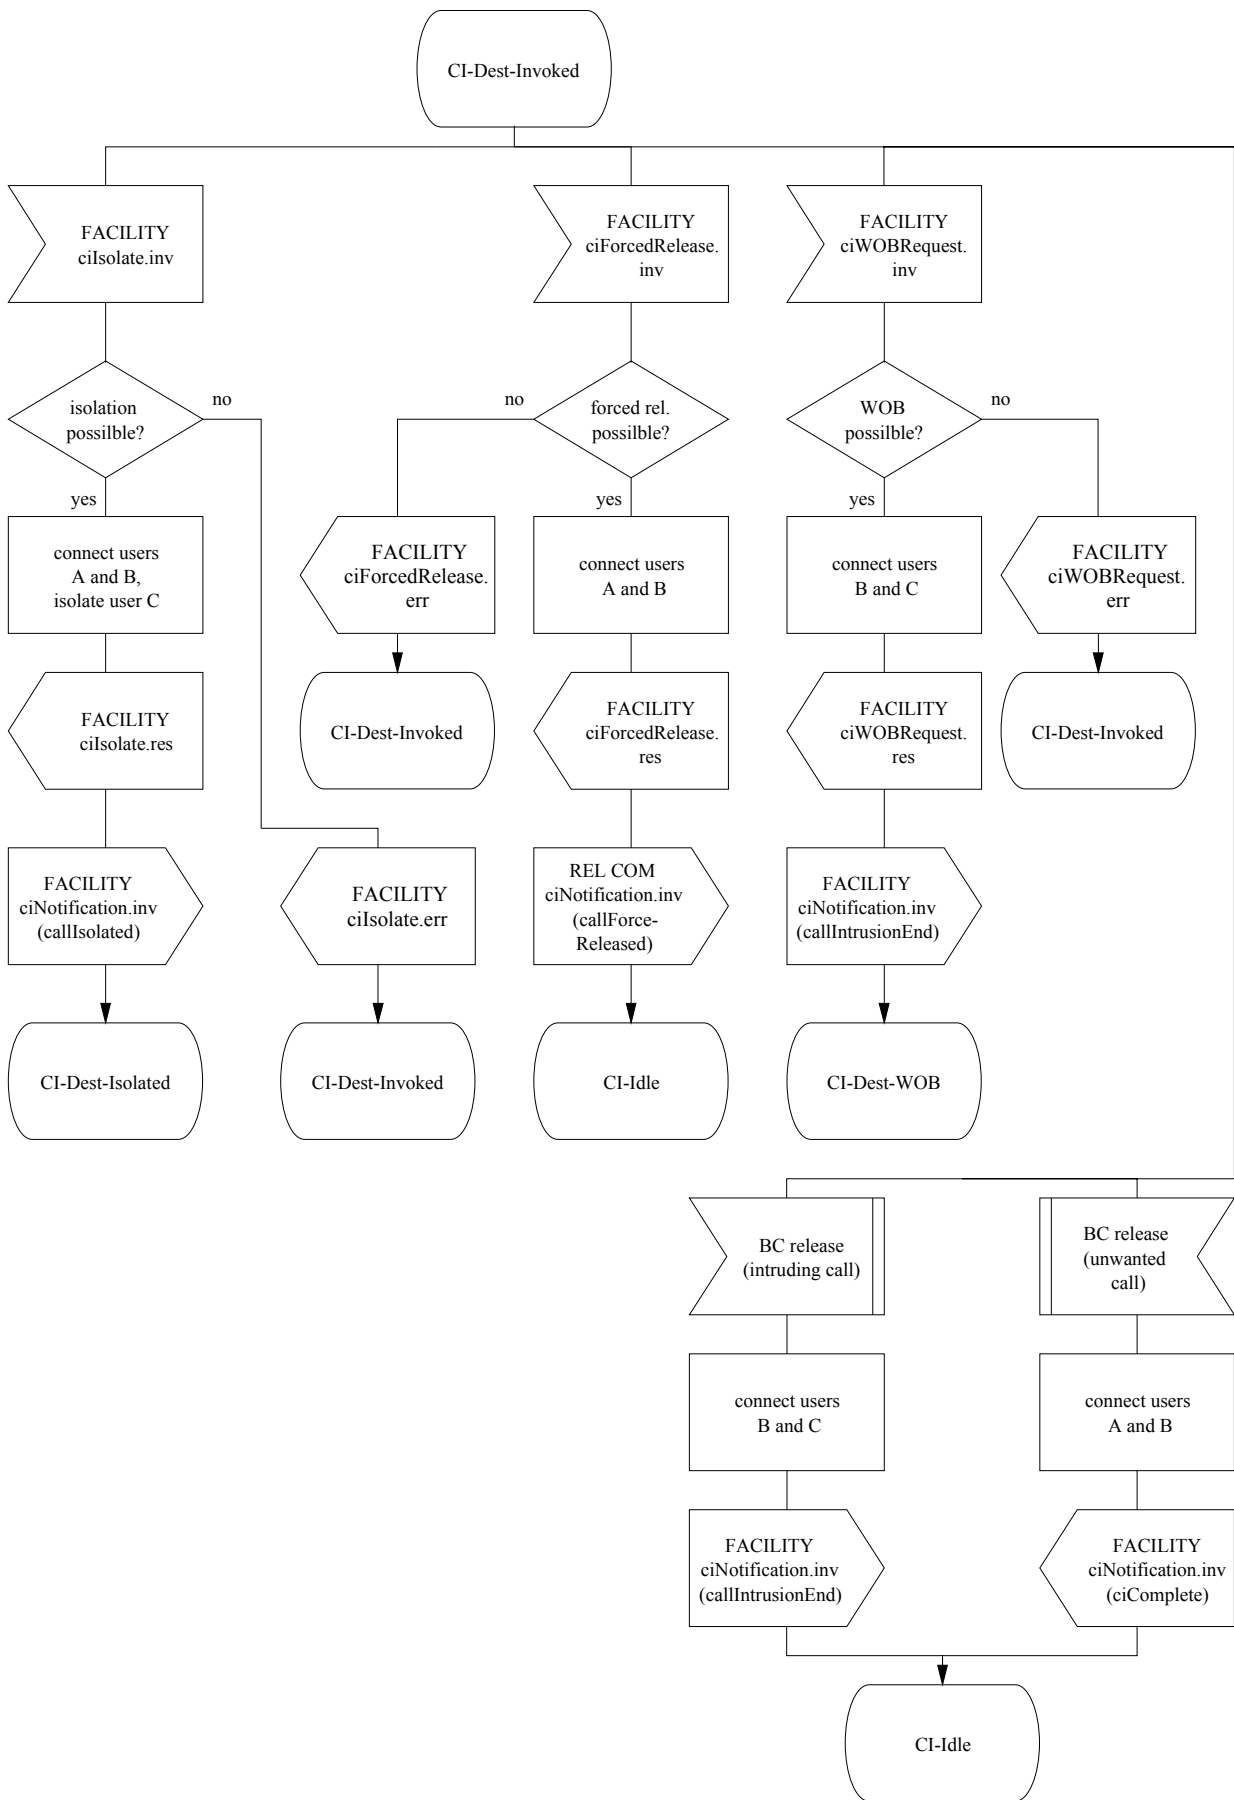 CI-Dest-Invoked
FACILITY
ciIsolate.inv
FACILITY
ciForcedRelease.
inv
FACILITY
ciWOBRequest.
inv
isolation
possilble?
no
no
forced rel.
possilble?
WOB
possilble?
no
yes
yes
yes
connect users
A and B,
isolate user C
FACILITY
ciForcedRelease.
err
connect users
A and B
connect users
B and C
FACILITY
ciWOBRequest.
err
FACILITY
ciIsolate.res
CI-Dest-Invoked
FACILITY
ciForcedRelease.
res
FACILITY
ciWOBRequest.
res
CI-Dest-Invoked
FACILITY
ciNotification.inv
(callIsolated)
FACILITY
ciIsolate.err
REL COM
ciNotification.inv
(callForce-
Released)
FACILITY
ciNotification.inv
(callIntrusionEnd)
CI-Dest-Isolated
CI-Dest-Invoked
CI-Idle
CI-Dest-WOB
BC release
(intruding call)
BC release
(unwanted
call)
connect users
B and C
connect users
A and B
FACILITY
ciNotification.inv
(callIntrusionEnd)
FACILITY
ciNotification.inv
(ciComplete)
CI-Idle